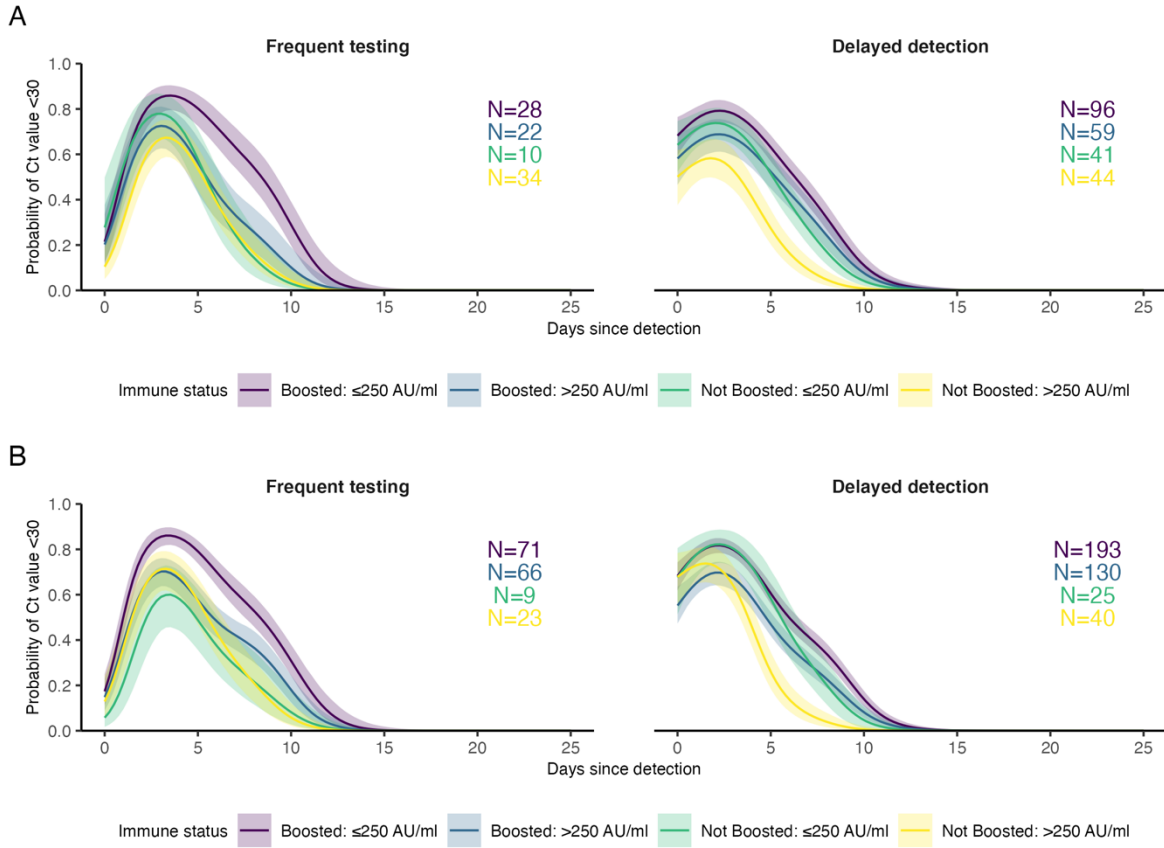 A
Frequent testing
Delayed detection
Probability of Ct value <30
1.0
0.8
0.6
0.4
0.2
0.0
N=28
N=22
N=10
N=34
N=96
N=59
N=41
N=44
0 5 10 15 20 25
0 5 10 15 20 25
Days since detection
Immune status Boosted: ≤250 AU/ml Boosted: >250 AU/ml Not Boosted: ≤250 AU/ml Not Boosted: >250 AU/ml
B
Frequent testing
Delayed detection
Probability of Ct value <30
1.0
0.8
0.6
0.4
0.2
0.0
N=71
N=66
N=9
N=23
N=193
N=130
N=25
N=40
0 5 10 15 20 25
0 5 10 15 20 25
Days since detection
Immune status Boosted: ≤250 AU/ml Boosted: >250 AU/ml Not Boosted: ≤250 AU/ml Not Boosted: >250 AU/ml